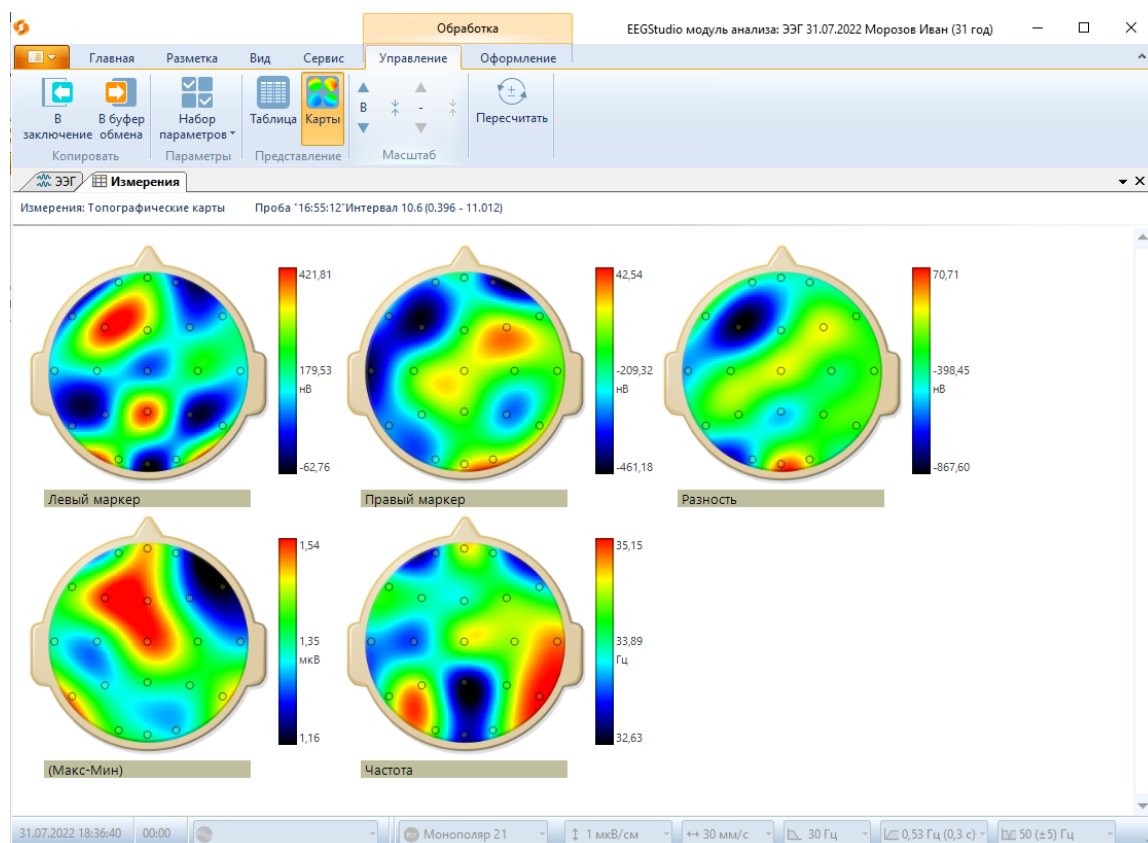 Обработка
EEGStudio модуль анализа: ЭЭГ 31.07.2022 Морозов Иван (31 год)
Главная Разметка Вид Сервис Управление Оформление
В заключение
В буфер обмена
Набор параметров
Таблица
Карты
В
-
Пересчитать
Копировать Параметры Представление Масштаб
ЭЭГ Измерения
Измерения: Топографические карты Проба "16:55:12"Интервал 10.6 (0.396 - 11.012)
421,81
179,53
нВ
-62,76
Левый маркер
42,54
-209,32
нВ
-461,18
Правый маркер
70,71
-398,45
нВ
-867,60
Разность
1,54
1,35
мкВ
1,16
(Макс-Мин)
35,15
33,89
Гц
32,63
Частота
31.07.2022 18:36:40 00:00 Монополяр 21 1 мкВ/см 30 мм/с 30 Гц 0,53 Гц (0,3 с) 50 (±5) Гц